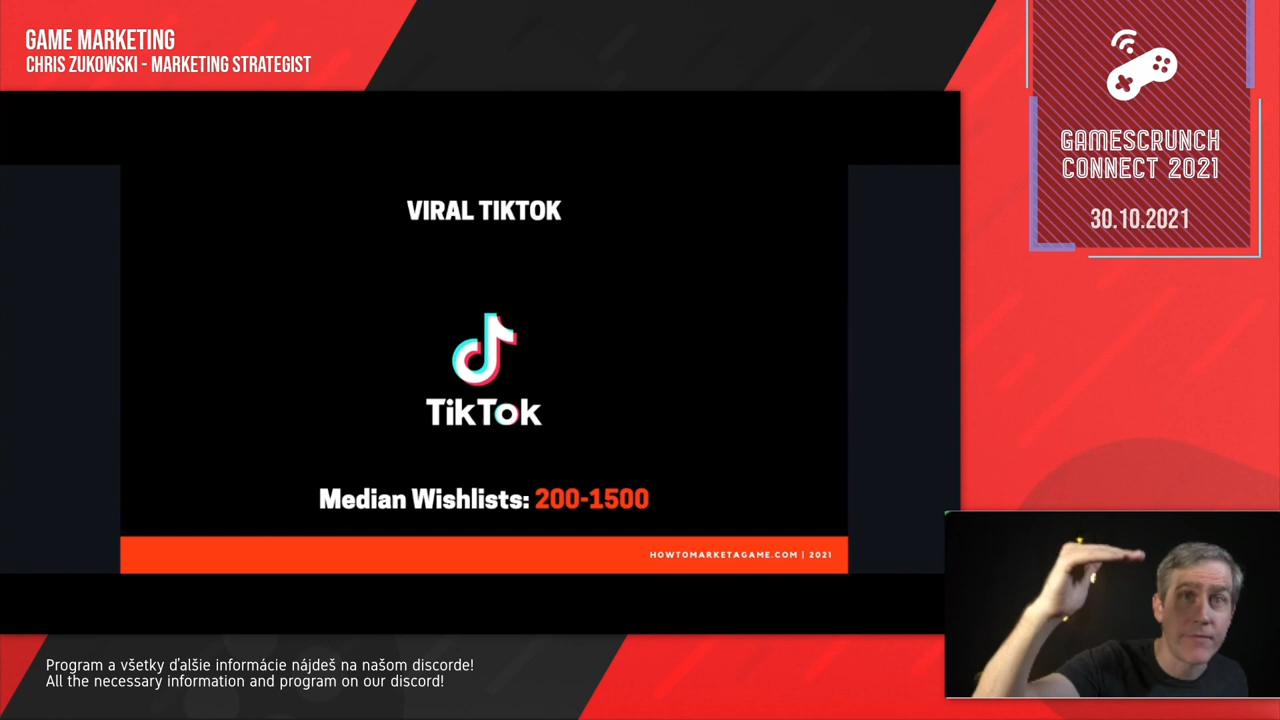 GAME MARKETING
CHRIS ZUKOWSKI - MARKETING STRATEGIST
GAMESCRUNCH
CONNECT 2021
30.10.2021
VIRAL TIKTOK
TikTok
Median Wishlists: 200-1500
HOWTOMARKETAGAME.COM | 2021
Program a všetky ďalšie informácie nájdeš na našom discorde!
All the necessary information and program on our discord!